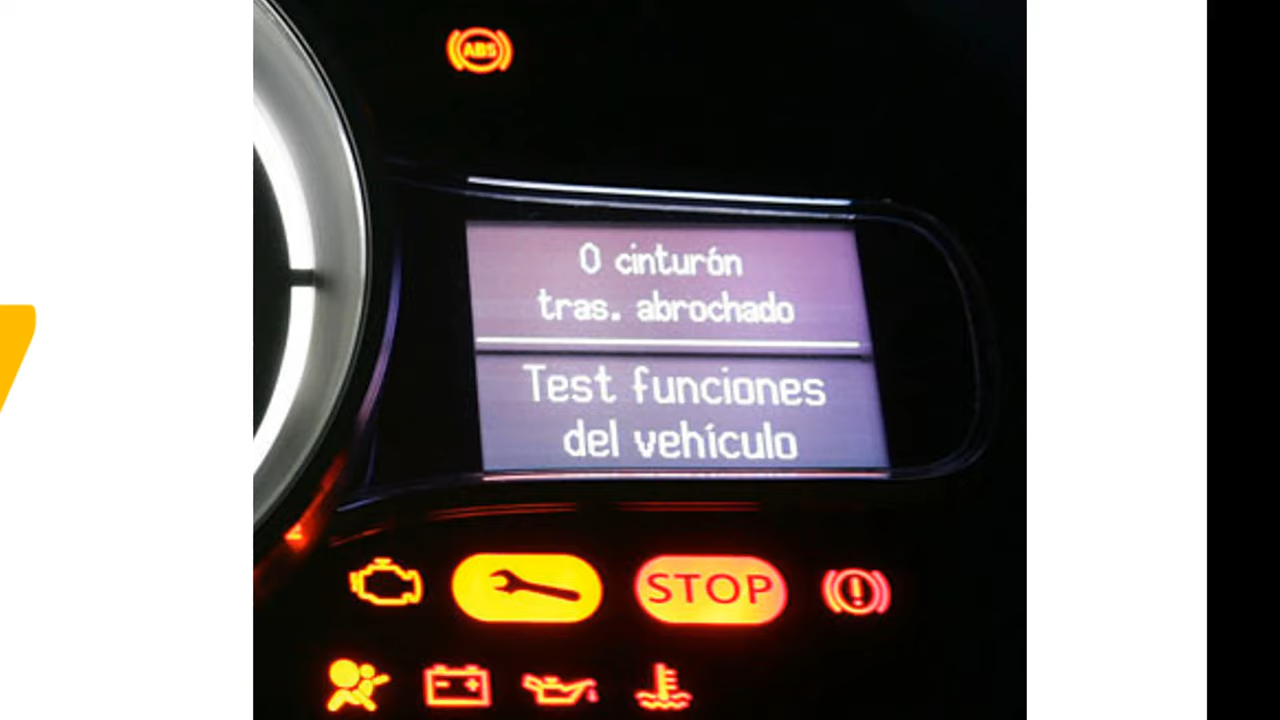 ABS
0 cinturón
tras. abrochado
Test funciones
del vehículo
STOP